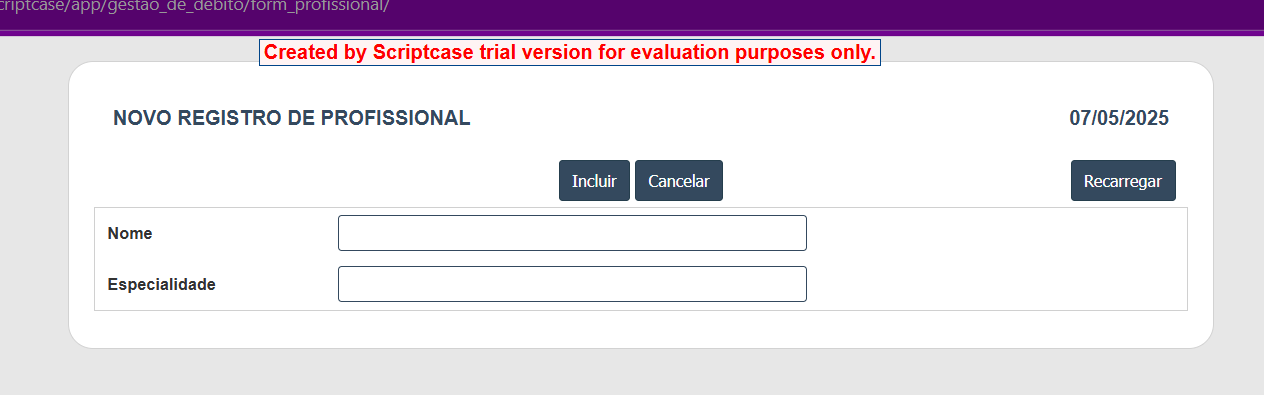 criptcase/app/gestao_de_debito/form_profissional/
Created by Scriptcase trial version for evaluation purposes only.
NOVO REGISTRO DE PROFISSIONAL 07/05/2025
Incluir Cancelar Recarregar
Nome
Especialidade